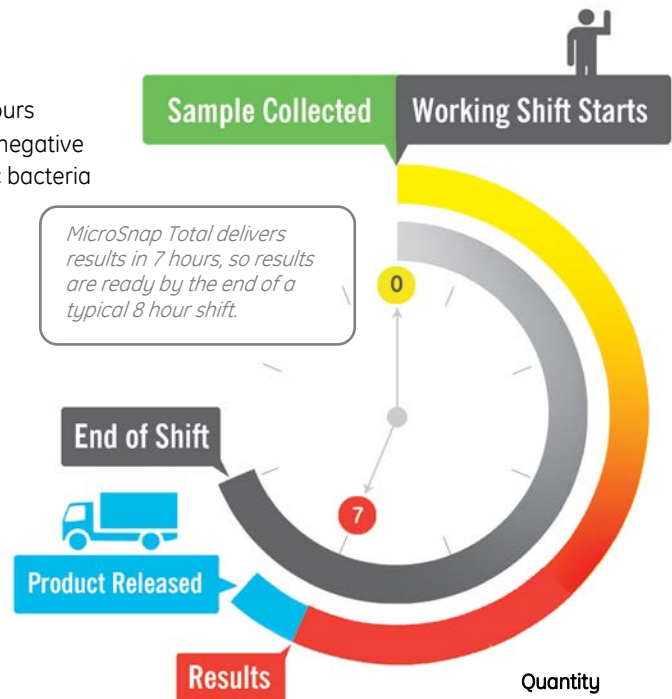 ours
negative
bacteria
Sample Collected
Working Shift Starts
MicroSnap Total delivers
results in 7 hours, so results
are ready by the end of a
typical 8 hour shift.
0
End of Shift
7
Product Released
Results
Quantity